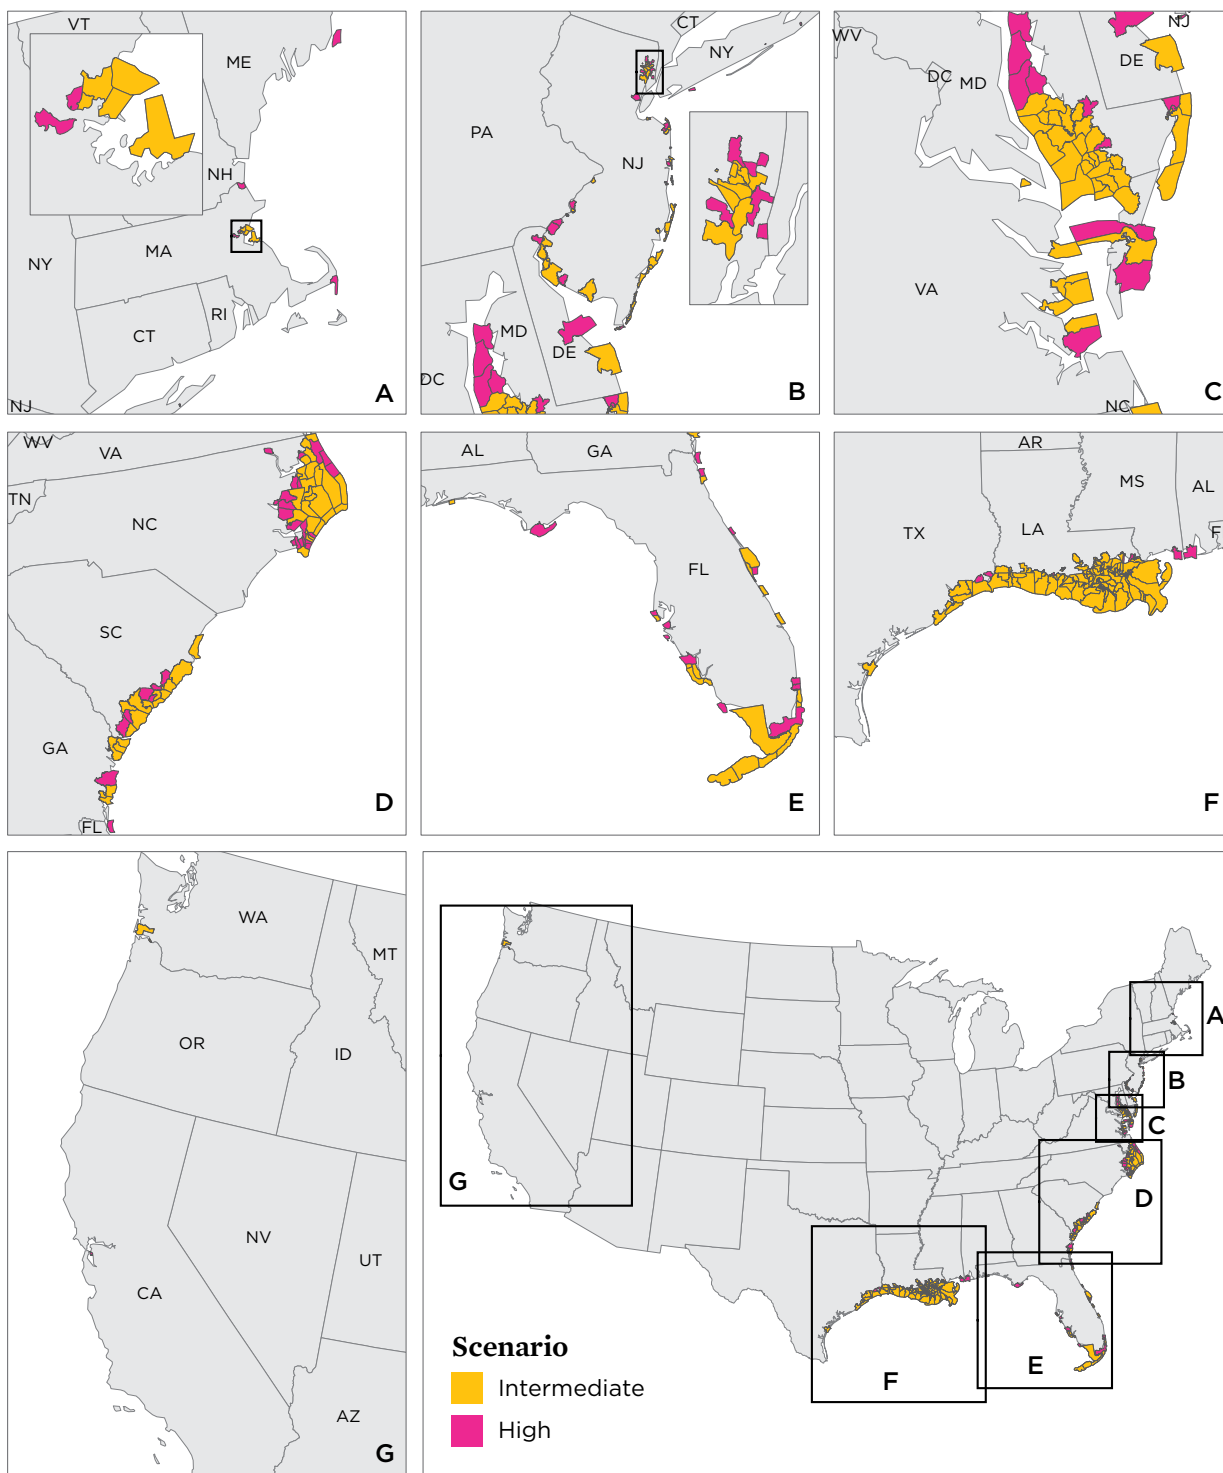 VT
ME
NH
NY
MA
CT
RI
NJ
A
CT
NY
PA
NJ
MD
DE
DC
B
WV
NJ
DE
DC
MD
VA
NC
C
WV
VA
TN
NC
SC
GA
FL
D
AL
GA
FL
E
AR
MS
AL
TX
LA
F
F
WA
MT
OR
ID
NV
UT
CA
AZ
G
A
B
C
D
G
E
F
Scenario
Intermediate
High